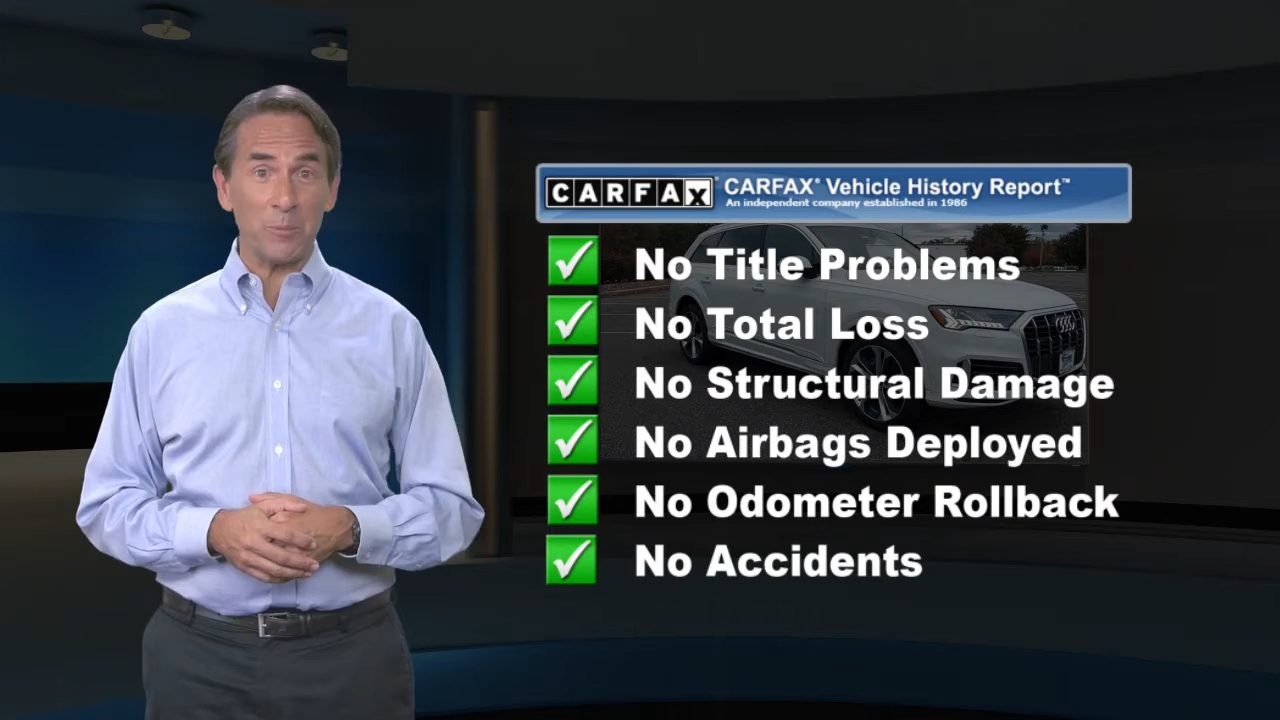 CARFAX® CARFAX® Vehicle History Report™
An independent company established in 1986
No Title Problems
No Total Loss
No Structural Damage
No Airbags Deployed
No Odometer Rollback
No Accidents